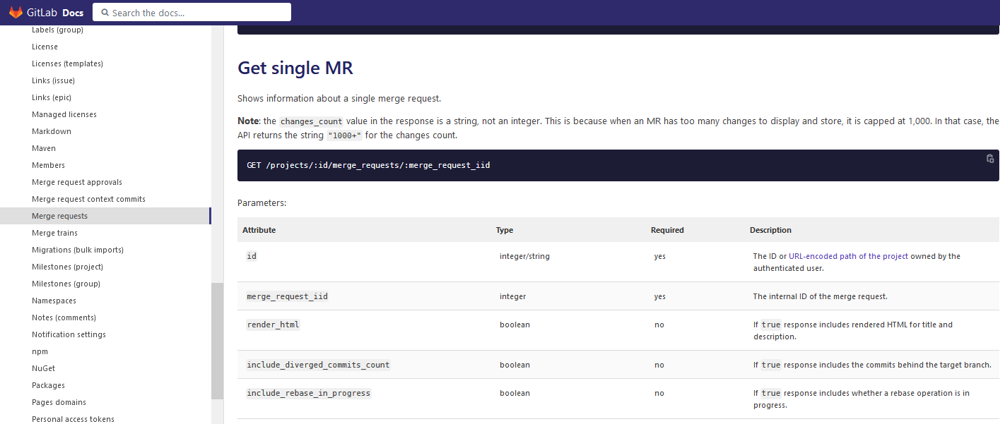 GitLab Docs
Search the docs...
Labels (group)
License
Licenses (templates)
Links (issue)
Links (epic)
Managed licenses
Markdown
Maven
Members
Merge request approvals
Merge request context commits
Merge requests
Merge trains
Migrations (bulk imports)
Milestones (project)
Milestones (group)
Namespaces
Notes (comments)
Notification settings
npm
NuGet
Packages
Pages domains
Personal access tokens
Get single MR
Shows information about a single merge request.
Note: the changes_count value in the response is a string, not an integer. This is because when an MR has too many changes to display and store, it is capped at 1,000. In that case, the
API returns the string "1000+" for the changes count.
GET /projects/:id/merge_requests/:merge_request_iid
Parameters:
Attribute Type Required Description
id integer/string yes The ID or URL-encoded path of the project owned by the
authenticated user.
merge_request_iid integer yes The internal ID of the merge request.
render_html boolean no If true response includes rendered HTML for title and
description.
include_diverged_commits_count boolean no If true response includes the commits behind the target branch.
include_rebase_in_progress boolean no If true response includes whether a rebase operation is in
progress.